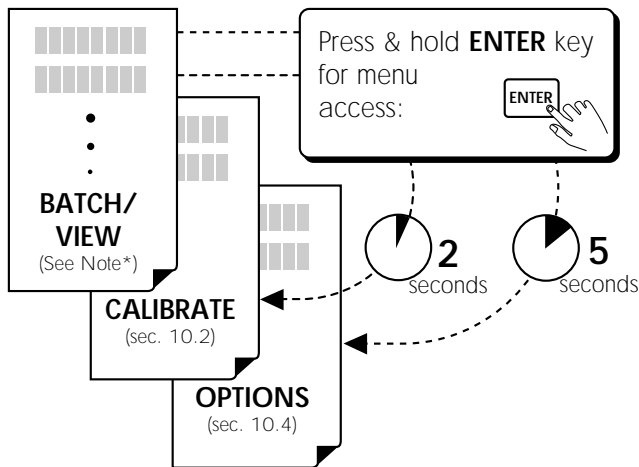 Press & hold ENTER key
for menu
access:
ENTER
BATCH/
VIEW
(See Note*)
2
seconds
5
seconds
CALIBRATE
(sec. 10.2)
OPTIONS
(sec. 10.4)